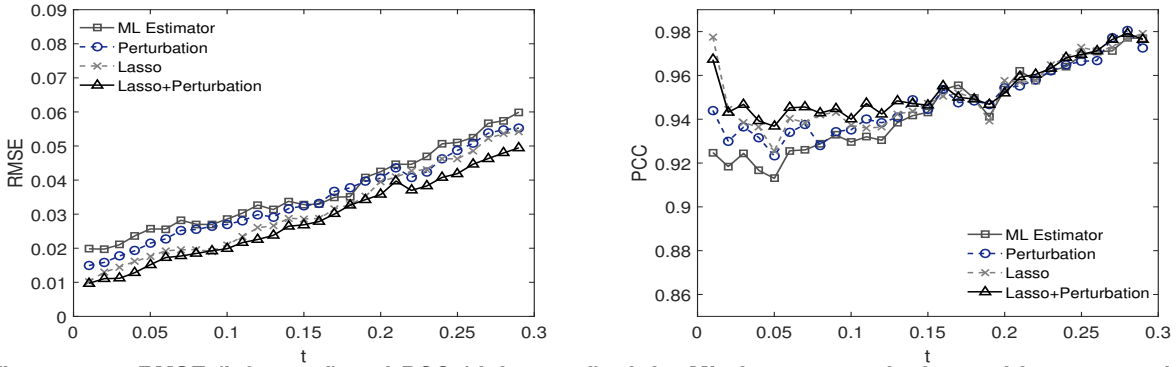 0.09
0.08
0.07
0.06
0.05
0.04
0.03
0.02
0.01
0
RMSE
ML Estimator
Perturbation
Lasso
Lasso+Perturbation
0 0.05 0.1 0.15 0.2 0.25 0.3
t
0.98
0.96
0.94
0.92
0.9
0.88
0.86
PCC
ML Estimator
Perturbation
Lasso
Lasso+Perturbation
0 0.05 0.1 0.15 0.2 0.25 0.3
t